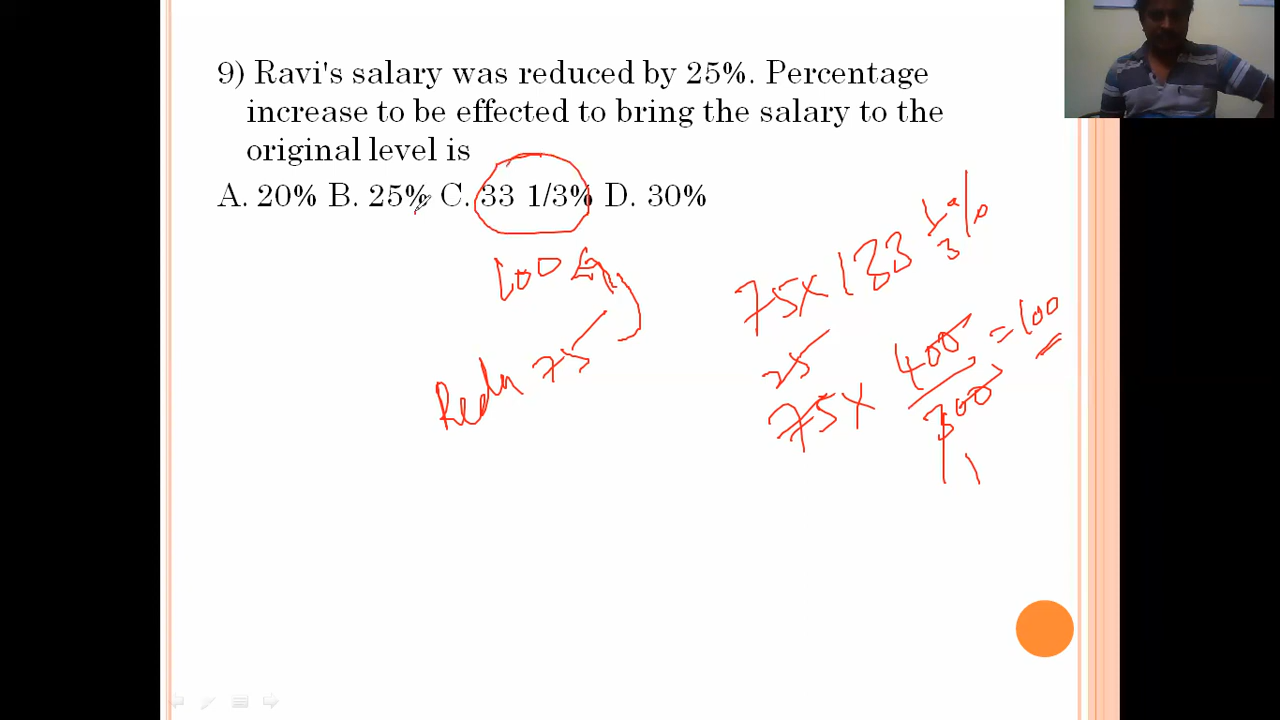 9) Ravi's salary was reduced by 25%. Percentage
increase to be effected to bring the salary to the
original level is
A. 20% B. 25% C. 33 1/3% D. 30%
100
75
75 x 133 1/3 %
25
75 x 400/300 = 100
1